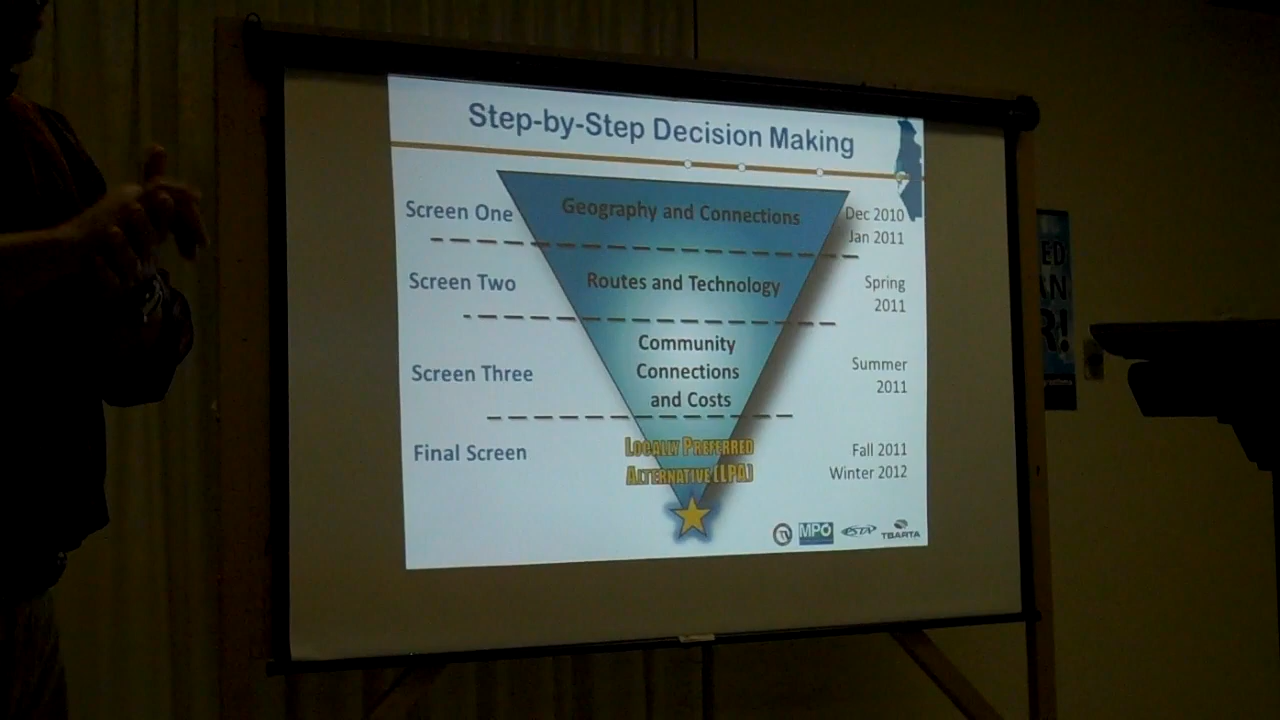 Step-by-Step Decision Making
Screen One
Geography and Connections
Dec 2010
Jan 2011
Screen Two
Routes and Technology
Spring
2011
Screen Three
Community
Connections
and Costs
Summer
2011
Final Screen
Locally Preferred
Alternative (LPA)
Fall 2011
Winter 2012
MPO
PSTA
TBARTA
ED
AN
R!